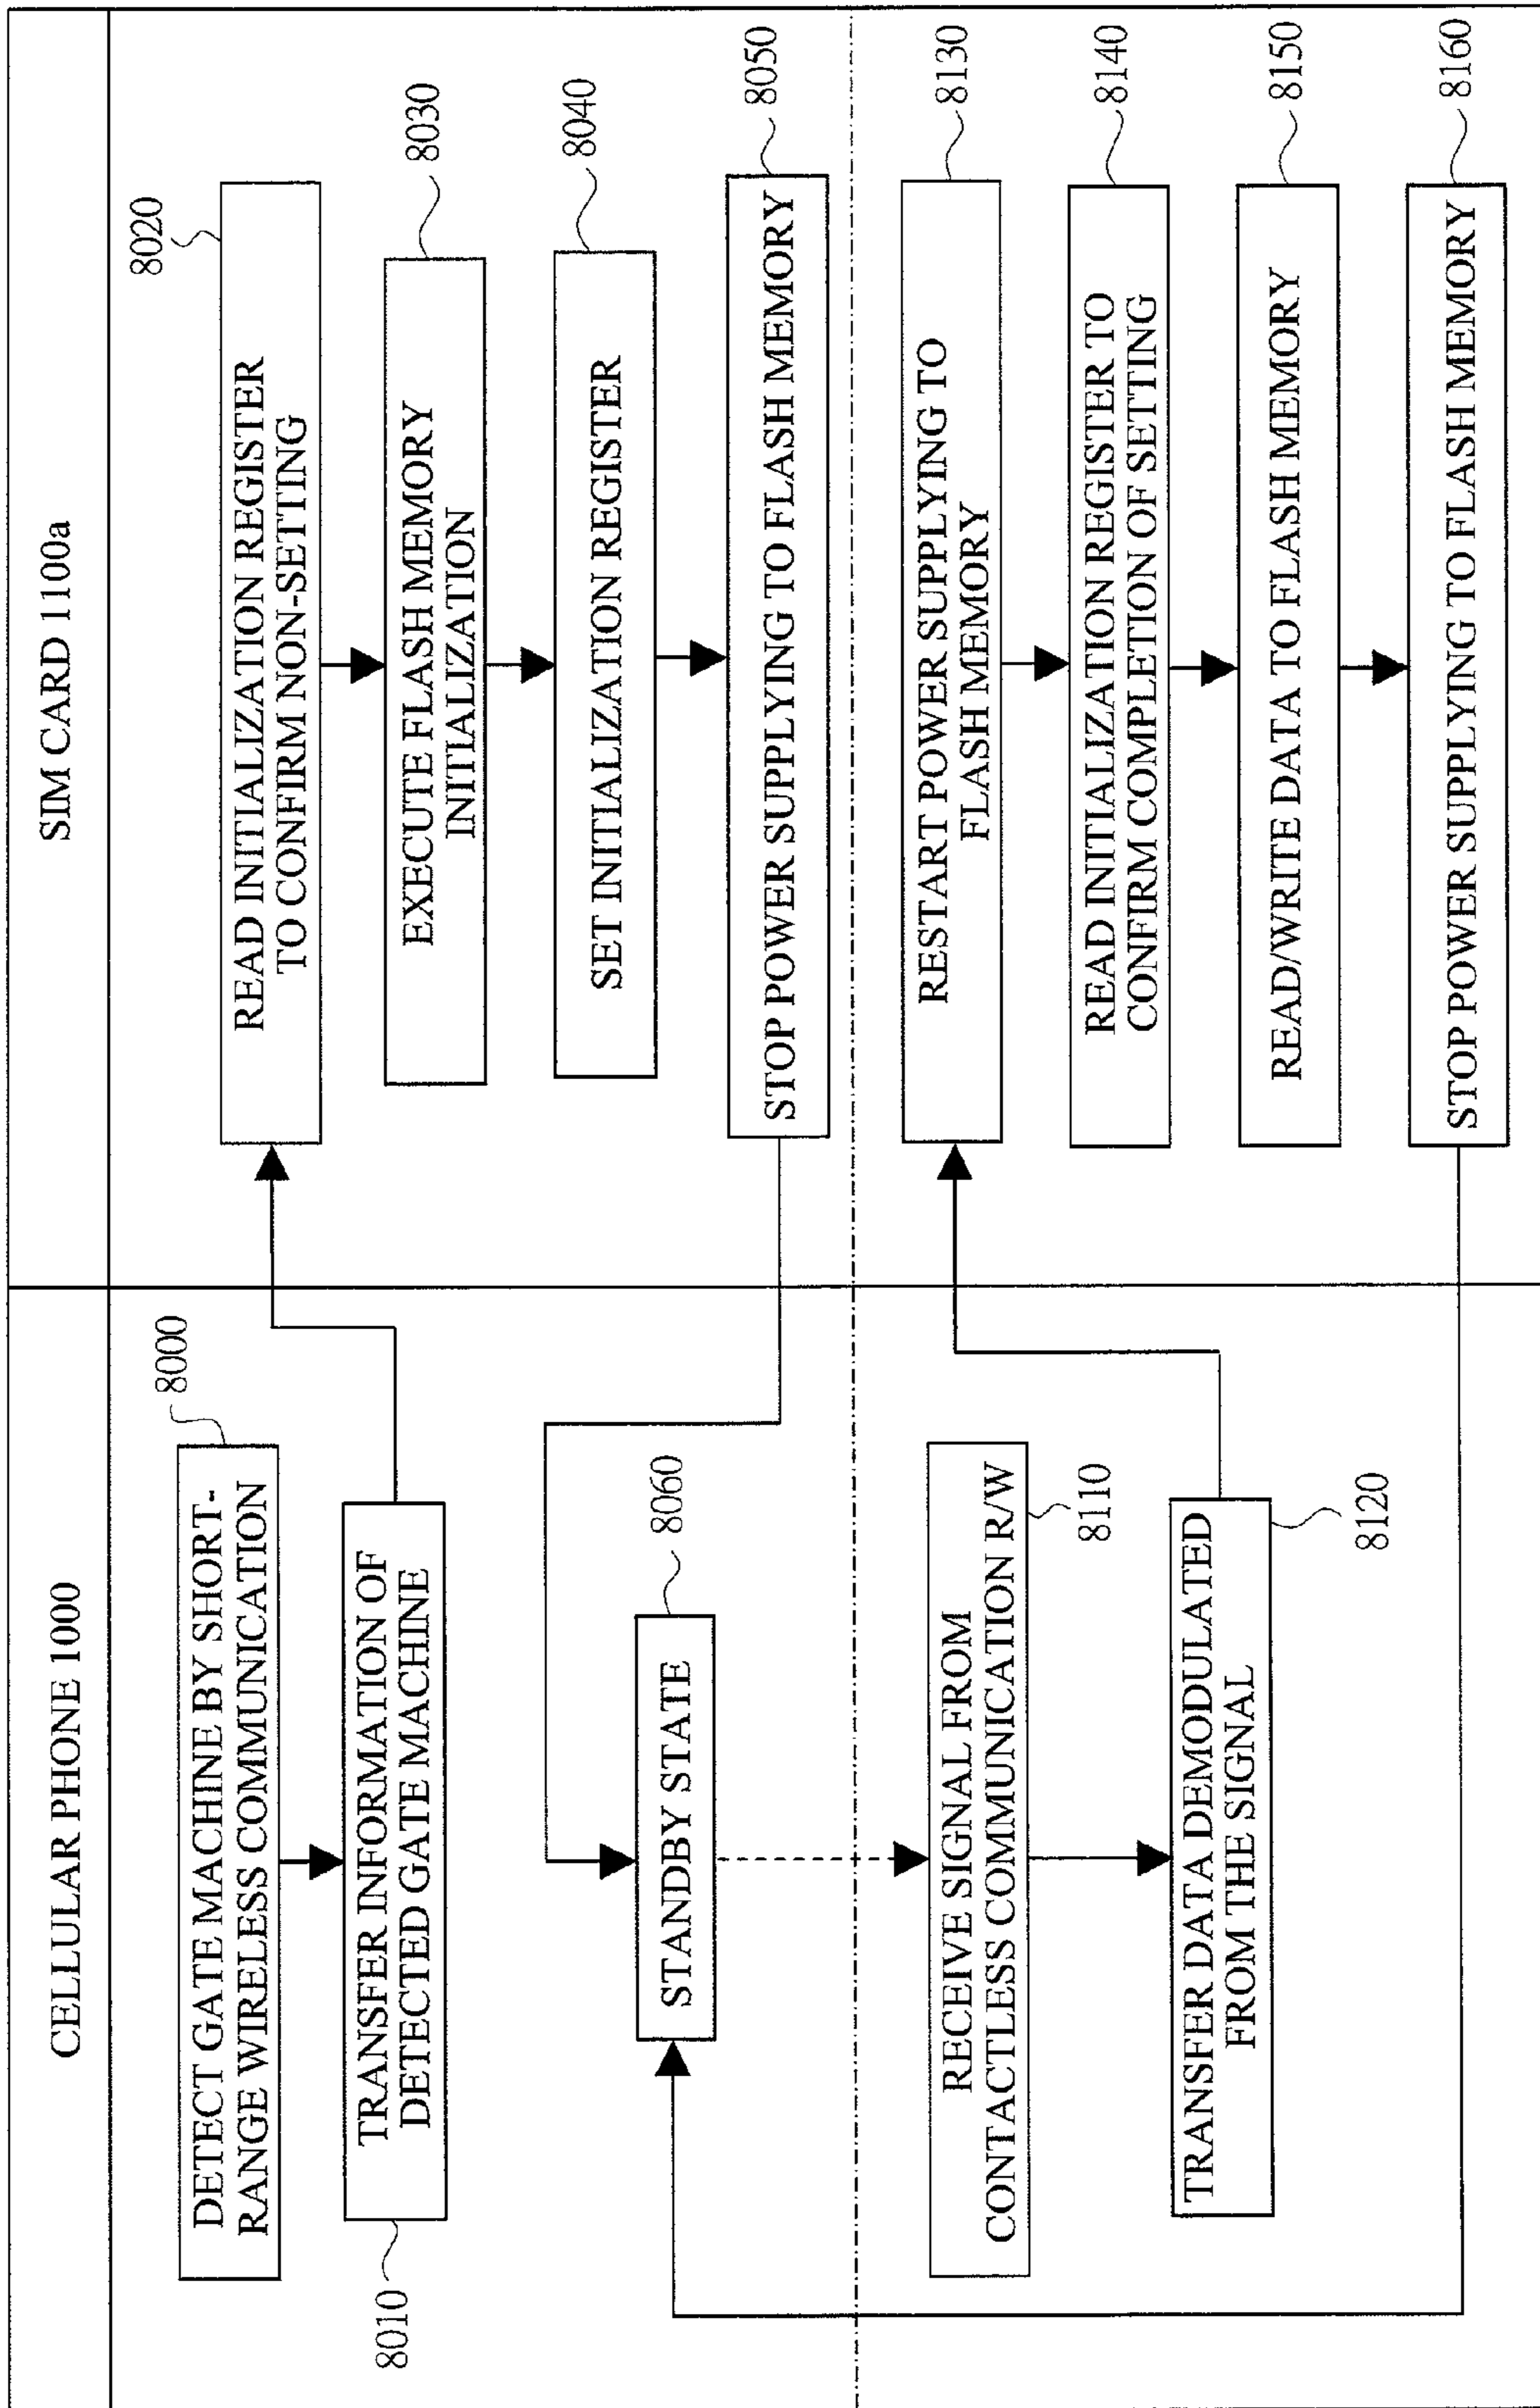 CELLULAR PHONE 1000
SIM CARD 1100a
8000
DETECT GATE MACHINE BY SHORT-
RANGE WIRELESS COMMUNICATION
8010
TRANSFER INFORMATION OF
DETECTED GATE MACHINE
8020
READ INITIALIZATION REGISTER
TO CONFIRM NON-SETTING
8030
EXECUTE FLASH MEMORY
INITIALIZATION
8040
SET INITIALIZATION REGISTER
8050
STOP POWER SUPPLYING TO FLASH MEMORY
8060
STANDBY STATE
8110
RECEIVE SIGNAL FROM
CONTACTLESS COMMUNICATION R/W
8120
TRANSFER DATA DEMODULATED
FROM THE SIGNAL
8130
RESTART POWER SUPPLYING TO
FLASH MEMORY
8140
READ INITIALIZATION REGISTER TO
CONFIRM COMPLETION OF SETTING
8150
READ/WRITE DATA TO FLASH MEMORY
8160
STOP POWER SUPPLYING TO FLASH MEMORY